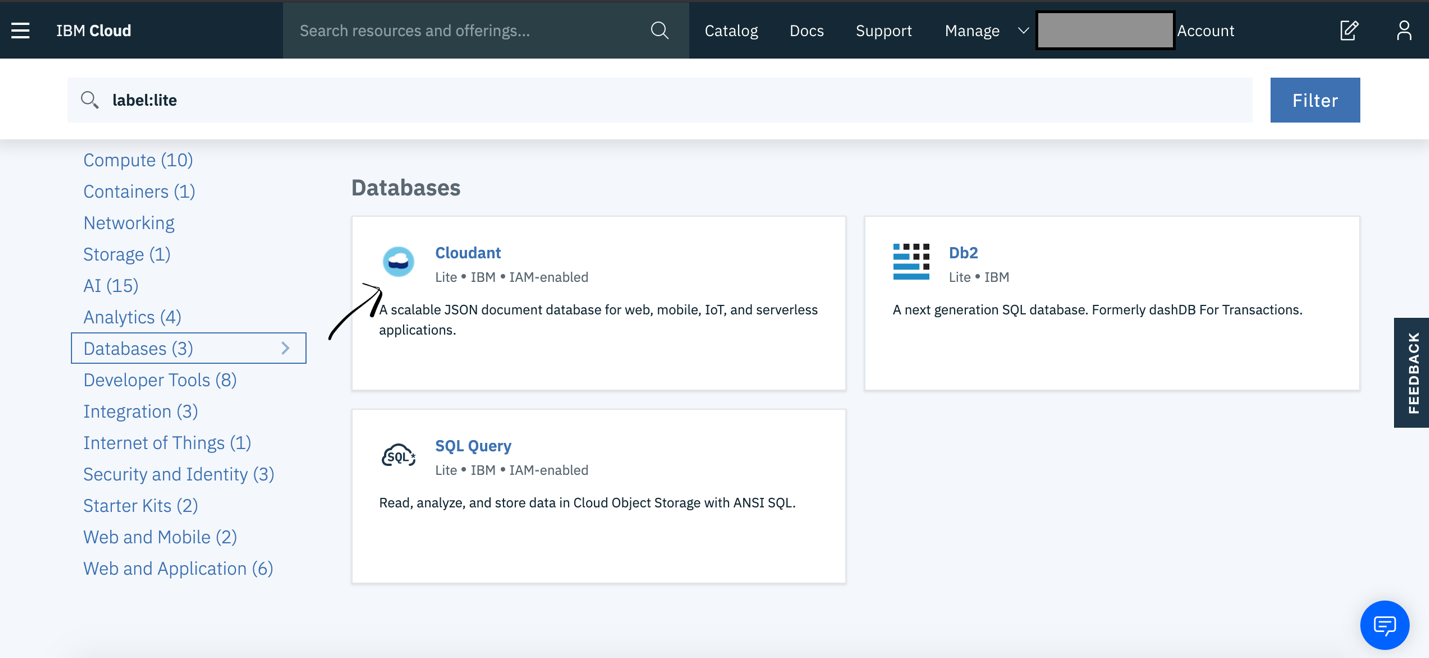 IBM Cloud
Search resources and offerings...
Catalog
Docs
Support
Manage
Account
label:lite
Filter
Compute (10)
Containers (1)
Networking
Storage (1)
AI (15)
Analytics (4)
Databases (3)
Developer Tools (8)
Integration (3)
Internet of Things (1)
Security and Identity (3)
Starter Kits (2)
Web and Mobile (2)
Web and Application (6)
Databases
Cloudant
Lite • IBM • IAM-enabled
A scalable JSON document database for web, mobile, IoT, and serverless
applications.
Db2
Lite • IBM
A next generation SQL database. Formerly dashDB For Transactions.
SQL
SQL Query
Lite • IBM • IAM-enabled
Read, analyze, and store data in Cloud Object Storage with ANSI SQL.
FEEDBACK